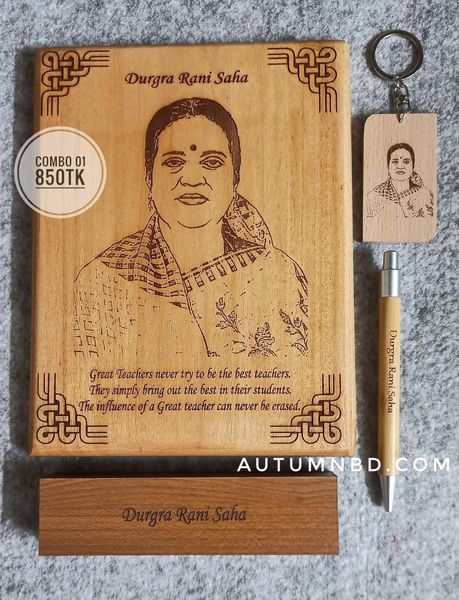 Durgra Rani Saha
COMBO 01
850TK
Great Teachers never try to be the best teachers.
They simply bring out the best in their students.
The influence of a Great teacher can never be erased.
Durgra Rani Saha
AUTUMNBD.COM
Durgra Rani Saha